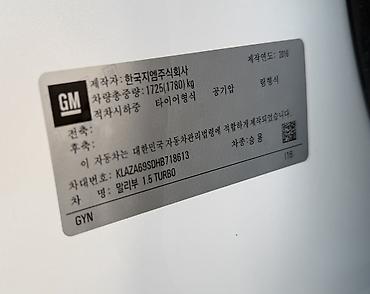 GM
제작자: 한국지엠주식회사 제작연도: 2016
차량총중량: 1725(1780) kg
적차시하중 타이어형식 공기압 림형식
전축:
후축:
이 자동차는 대한민국 자동차관리법령에 적합하게 제작되었습니다.
차대번호: KLAZA69SDHB718613 차종: 승 용
차 명: 말리부 1.5 TURBO
GYN I16